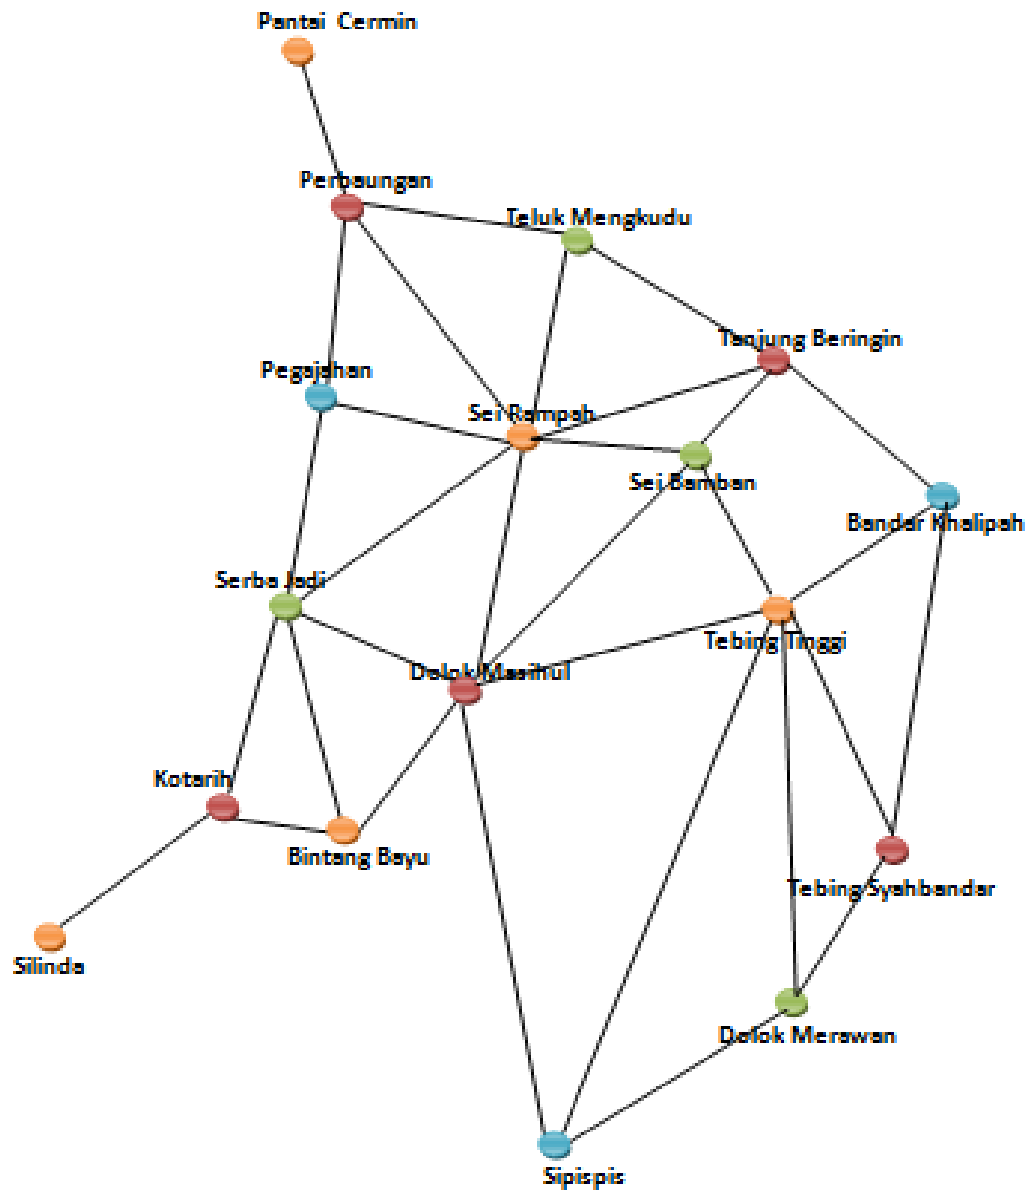 Pantai Cermin
Perbaungan
Teluk Mengkudu
Tanjung Beringin
Pegajahan
Sei Rampah
Sei Bamban
Bandar Khalipah
Serba Jadi
Tebing Tinggi
Dolok Masihul
Kotarih
Bintang Bayu
Tebing Syahbandar
Silinda
Dolok Merawan
Sipispis